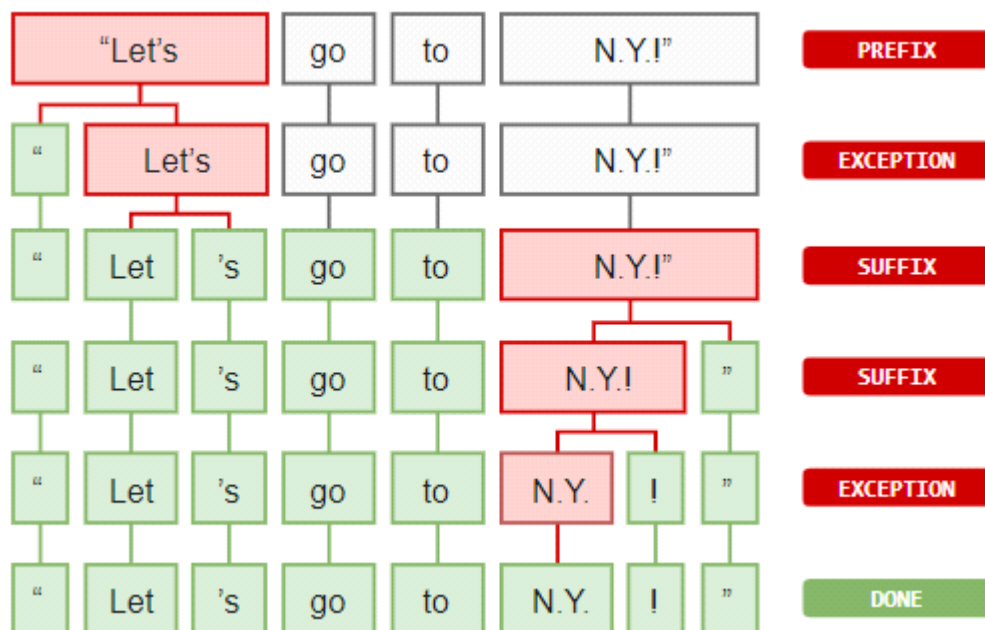 “Let’s go to N.Y.!” PREFIX
“ Let’s go to N.Y.!” EXCEPTION
“ Let ’s go to N.Y.!” SUFFIX
“ Let ’s go to N.Y.! ” SUFFIX
“ Let ’s go to N.Y. ! ” EXCEPTION
“ Let ’s go to N.Y. ! ” DONE